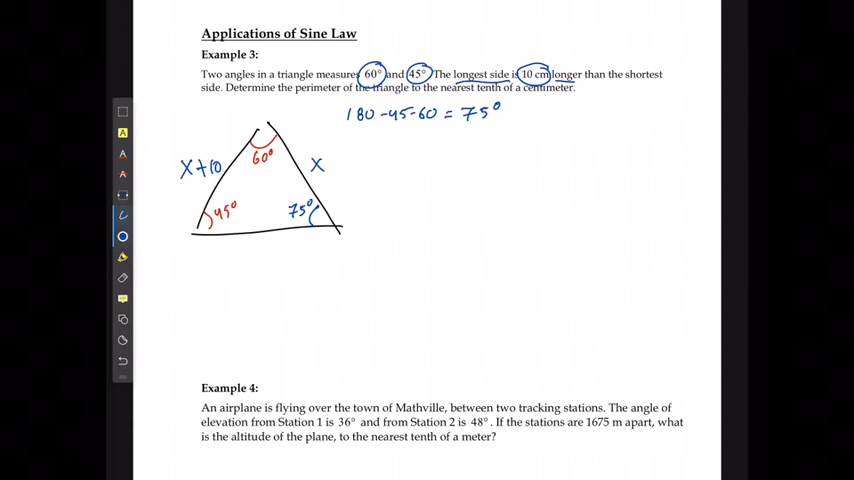 Applications of Sine Law
Example 3:
Two angles in a triangle measures 60° and 45° The longest side is 10 cm longer than the shortest
side. Determine the perimeter of the triangle to the nearest tenth of a centimeter.
180 -45-60 = 75°
60°
x+10
x
45°
75°
Example 4:
An airplane is flying over the town of Mathville, between two tracking stations. The angle of
elevation from Station 1 is 36° and from Station 2 is 48°. If the stations are 1675 m apart, what
is the altitude of the plane, to the nearest tenth of a meter?